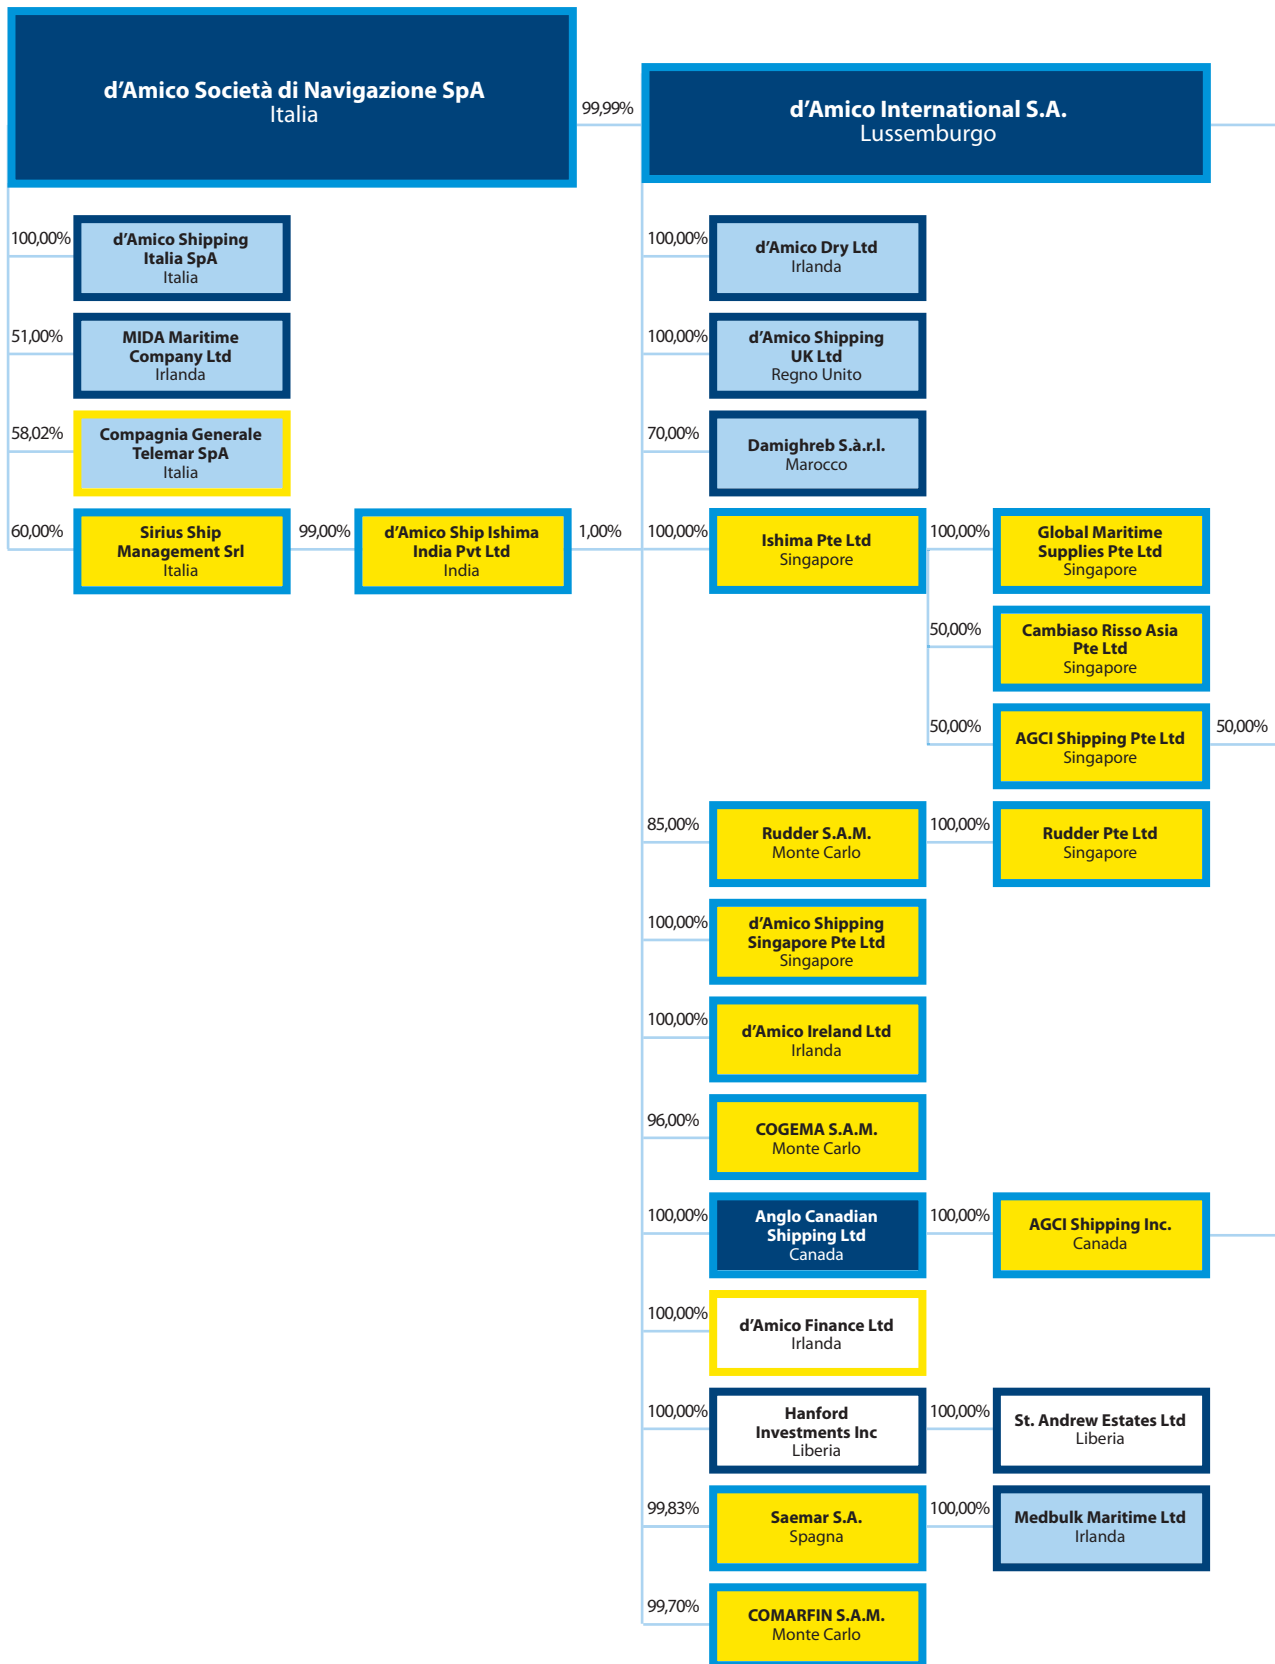 d’Amico Società di Navigazione SpA
Italia
99,99%
d’Amico International S.A.
Lussemburgo
100,00%
d’Amico Shipping
Italia SpA
Italia
100,00%
d’Amico Dry Ltd
Irlanda
51,00%
MIDA Maritime
Company Ltd
Irlanda
100,00%
d’Amico Shipping
UK Ltd
Regno Unito
58,02%
Compagnia Generale
Telemar SpA
Italia
70,00%
Damighreb S.à.r.l.
Marocco
60,00%
Sirius Ship
Management Srl
Italia
99,00%
d’Amico Ship Ishima
India Pvt Ltd
India
1,00%
100,00%
Ishima Pte Ltd
Singapore
100,00%
Global Maritime
Supplies Pte Ltd
Singapore
50,00%
Cambiaso Risso Asia
Pte Ltd
Singapore
50,00%
AGCI Shipping Pte Ltd
Singapore
50,00%
85,00%
Rudder S.A.M.
Monte Carlo
100,00%
Rudder Pte Ltd
Singapore
100,00%
d’Amico Shipping
Singapore Pte Ltd
Singapore
100,00%
d’Amico Ireland Ltd
Irlanda
96,00%
COGEMA S.A.M.
Monte Carlo
100,00%
Anglo Canadian
Shipping Ltd
Canada
100,00%
AGCI Shipping Inc.
Canada
100,00%
d’Amico Finance Ltd
Irlanda
100,00%
Hanford
Investments Inc
Liberia
100,00%
St. Andrew Estates Ltd
Liberia
99,83%
Saemar S.A.
Spagna
100,00%
Medbulk Maritime Ltd
Irlanda
99,70%
COMARFIN S.A.M.
Monte Carlo